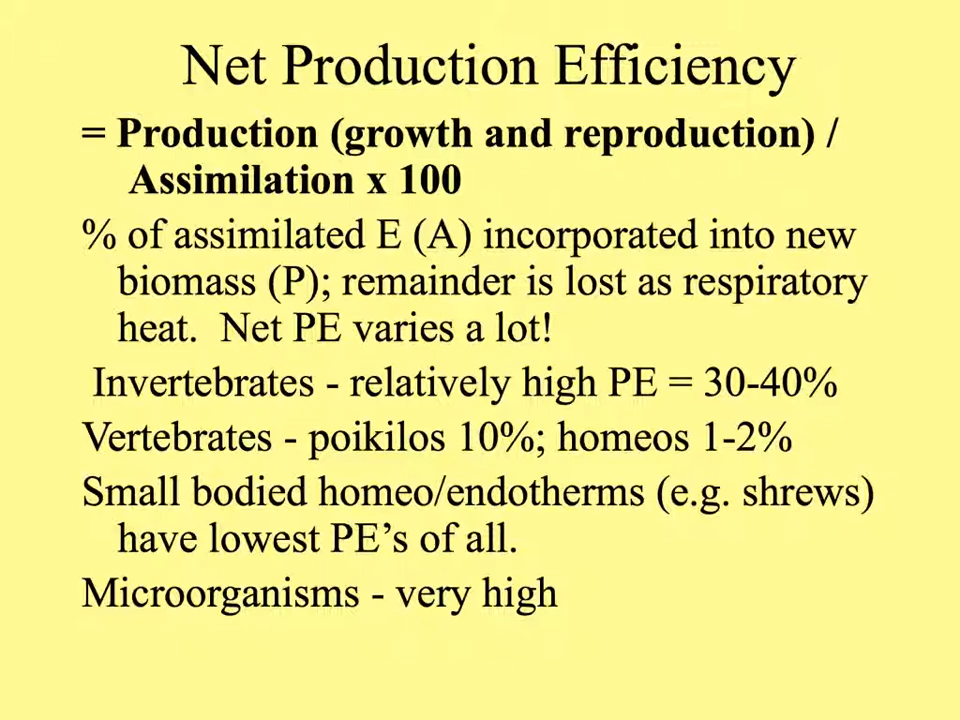 Net Production Efficiency
= Production (growth and reproduction) /
Assimilation x 100
% of assimilated E (A) incorporated into new
biomass (P); remainder is lost as respiratory
heat.  Net PE varies a lot!
Invertebrates - relatively high PE = 30-40%
Vertebrates - poikilos 10%; homeos 1-2%
Small bodied homeo/endotherms (e.g. shrews)
have lowest PE’s of all.
Microorganisms - very high